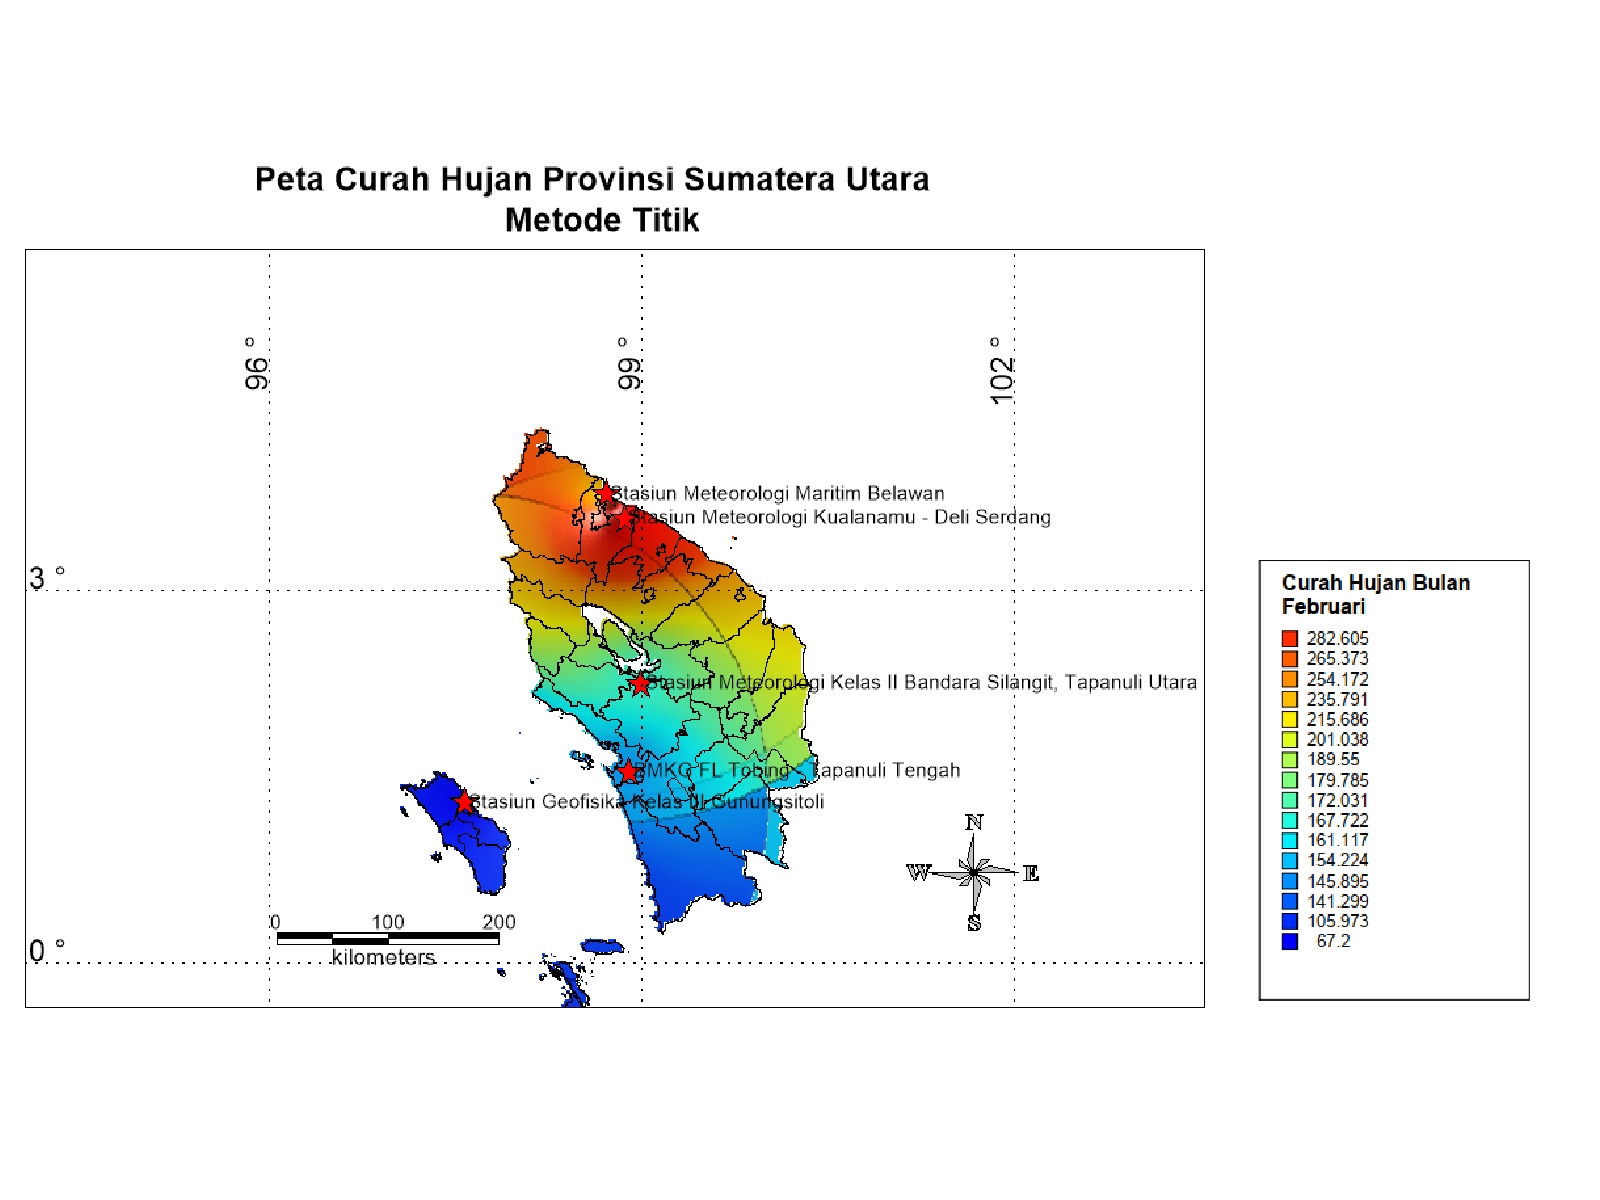 Peta Curah Hujan Provinsi Sumatera Utara
Metode Titik
96 °
99 °
102 °
Stasiun Meteorologi Maritim Belawan
Stasiun Meteorologi Kualanamu - Deli Serdang
3 °
Stasiun Meteorologi Kelas II Bandara Silangit, Tapanuli Utara
BMKG FL Tobing - Tapanuli Tengah
Stasiun Geofisika Kelas III Gunungsitoli
N
W E
S
0 100 200
kilometers
0 °
Curah Hujan Bulan
Februari
282.605
265.373
254.172
235.791
215.686
201.038
189.55
179.785
172.031
167.722
161.117
154.224
145.895
141.299
105.973
67.2